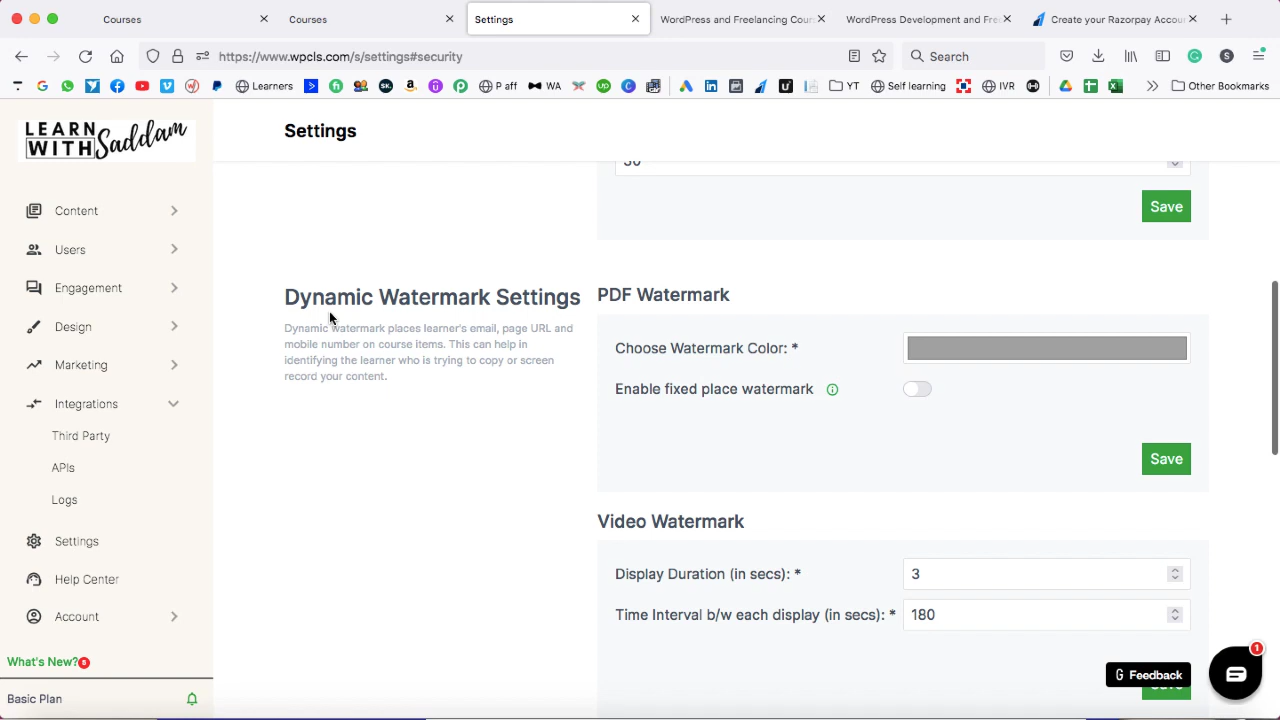 Courses
Courses
Settings
WordPress and Freelancing Cour
WordPress Development and Fre
Create your Razorpay Accour
https://www.wpcls.com/s/settings#security
Search
Learners
P aff
WA
YT
Self learning
IVR
Other Bookmarks
LEARN WITH Saddam
Settings
Content
Users
Engagement
Design
Marketing
Integrations
Third Party
APIs
Logs
Settings
Help Center
Account
What's New?
Basic Plan
30
Save
Dynamic Watermark Settings
Dynamic watermark places learner's email, page URL and
mobile number on course items. This can help in
identifying the learner who is trying to copy or screen
record your content.
PDF Watermark
Choose Watermark Color: *
Enable fixed place watermark
Save
Video Watermark
Display Duration (in secs): * 3
Time Interval b/w each display (in secs): * 180
Feedback
Save
1